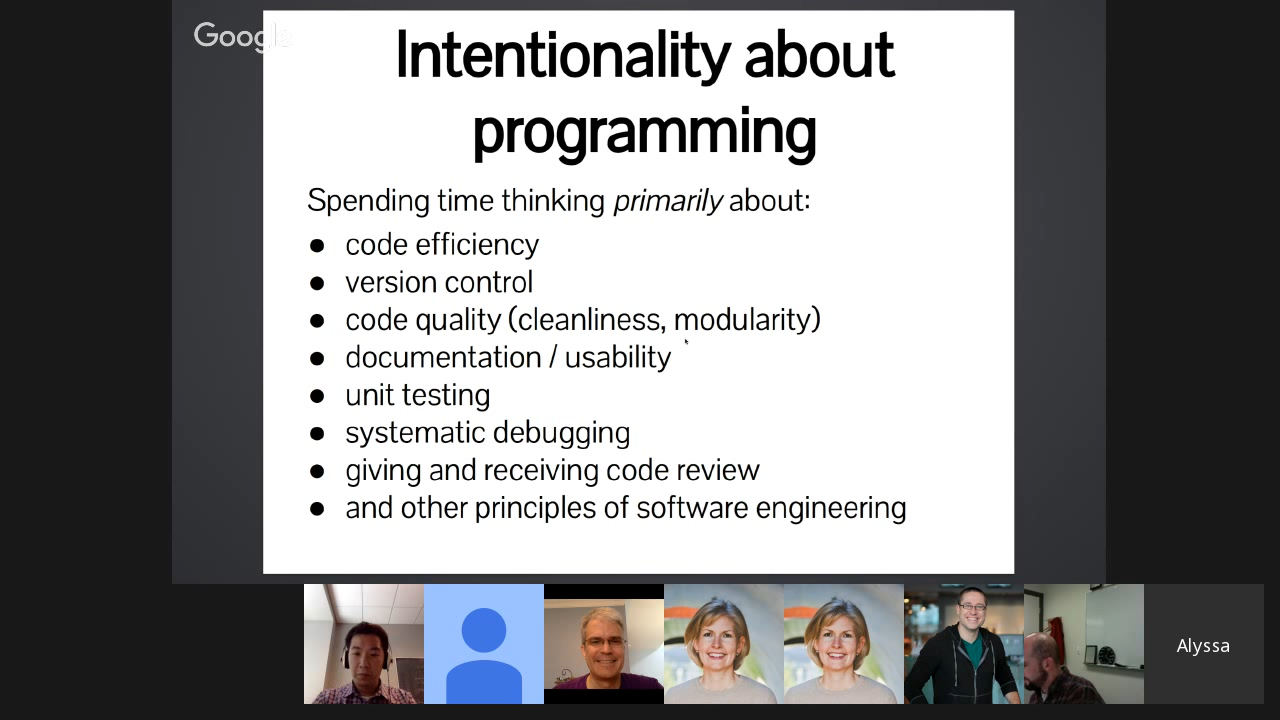 Google
Intentionality about
programming
Spending time thinking primarily about:
● code efficiency
● version control
● code quality (cleanliness, modularity)
● documentation / usability
● unit testing
● systematic debugging
● giving and receiving code review
● and other principles of software engineering
Alyssa